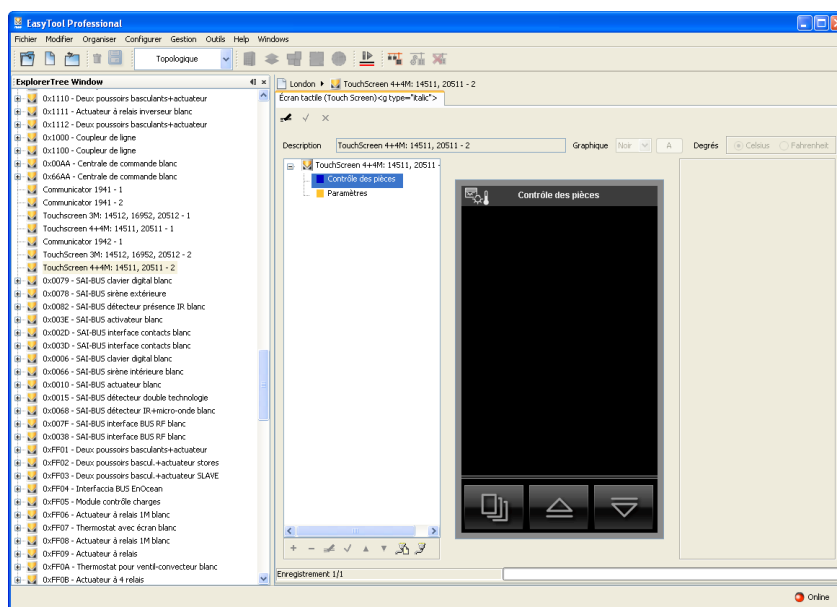 EasyTool Professional
Fichier Modifier Organiser Configurer Gestion Outils Help Windows
Topologique
ExplorerTree Window
0x1110 - Deux poussoirs basculants+actuateur
0x1111 - Actuateur à relais inverseur blanc
0x1112 - Deux poussoirs basculants+actuateur
0x1000 - Coupleur de ligne
0x1100 - Coupleur de ligne
0x00AA - Centrale de commande blanc
0x66AA - Centrale de commande blanc
Communicator 1941 - 1
Communicator 1941 - 2
Touchscreen 3M: 14512, 16952, 20512 - 1
Touchscreen 4+4M: 14511, 20511 - 1
Communicator 1942 - 1
TouchScreen 3M: 14512, 16952, 20512 - 2
TouchScreen 4+4M: 14511, 20511 - 2
0x0079 - SAI-BUS clavier digital blanc
0x0078 - SAI-BUS sirène extérieure
0x0082 - SAI-BUS détecteur présence IR blanc
0x003E - SAI-BUS activateur blanc
0x002D - SAI-BUS interface contacts blanc
0x003D - SAI-BUS interface contacts blanc
0x0006 - SAI-BUS clavier digital blanc
0x0066 - SAI-BUS sirène intérieure blanc
0x0010 - SAI-BUS actuateur blanc
0x0015 - SAI-BUS détecteur double technologie
0x0068 - SAI-BUS détecteur IR+micro-onde blanc
0x007F - SAI-BUS interface BUS RF blanc
0x0038 - SAI-BUS interface BUS RF blanc
0xFF01 - Deux poussoirs basculants+actuateur
0xFF02 - Deux poussoirs bascul.+actuateur stores
0xFF03 - Deux poussoirs bascul.+actuateur SLAVE
0xFF04 - Interfaccia BUS EnOcean
0xFF05 - Module contrôle charges
0xFF06 - Actuateur à relais 1M blanc
0xFF07 - Thermostat avec écran blanc
0xFF08 - Actuateur à relais 1M blanc
0xFF09 - Actuateur à relais
0xFF0A - Thermostat pour ventil-convecteur blanc
0xFF0B - Actuateur à 4 relais
London TouchScreen 4+4M: 14511, 20511 - 2
Écran tactile (Touch Screen)<g type="italic">
Description TouchScreen 4+4M: 14511, 20511 - 2 Graphique Noir A Degrés Celsius Fahrenheit
TouchScreen 4+4M: 14511, 20511 -
Contrôle des pièces
Paramètres
Contrôle des pièces
Enregistrement 1/1
Online